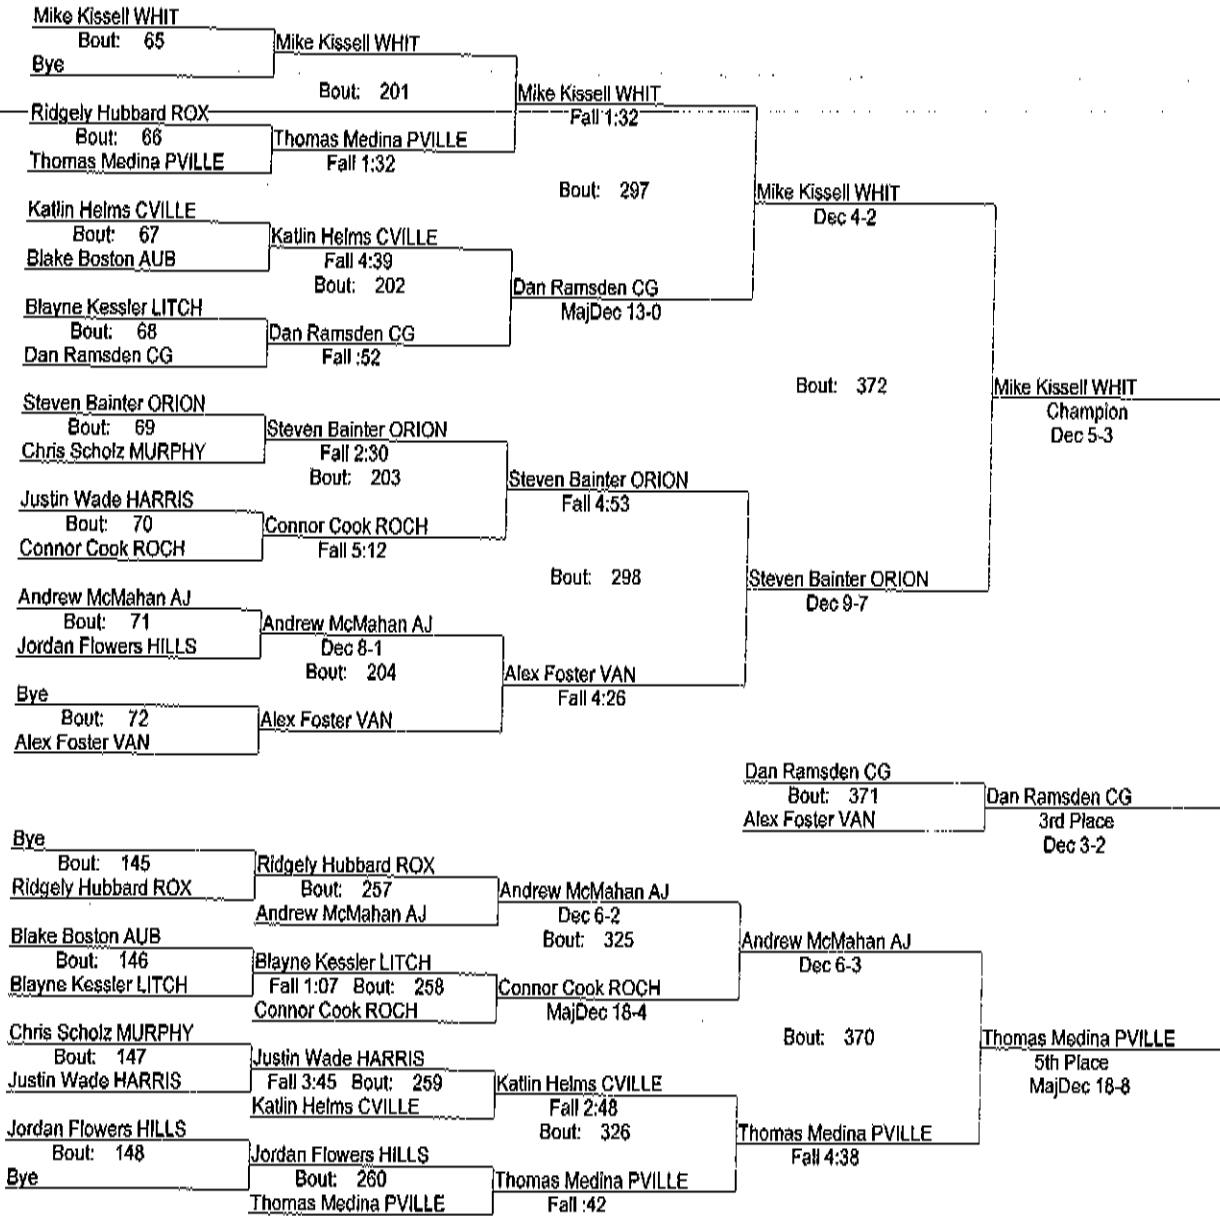 Mike Kissell WHIT
Bout: 65
Bye
Mike Kissell WHIT
Bout: 201
Ridgely Hubbard ROX
Bout: 66
Thomas Medina PVILLE
Thomas Medina PVILLE
Fall 1:32
Mike Kissell WHIT
Fall 1:32
Bout: 297
Katlin Helms CVILLE
Bout: 67
Blake Boston AUB
Katlin Helms CVILLE
Fall 4:39
Bout: 202
Blayne Kessler LITCH
Bout: 68
Dan Ramsden CG
Dan Ramsden CG
Fall :52
Dan Ramsden CG
MajDec 13-0
Mike Kissell WHIT
Dec 4-2
Bout: 372
Mike Kissell WHIT
Champion
Dec 5-3
Steven Bainter ORION
Bout: 69
Chris Scholz MURPHY
Steven Bainter ORION
Fall 2:30
Bout: 203
Justin Wade HARRIS
Bout: 70
Connor Cook ROCH
Connor Cook ROCH
Fall 5:12
Steven Bainter ORION
Fall 4:53
Bout: 298
Steven Bainter ORION
Dec 9-7
Andrew McMahan AJ
Bout: 71
Jordan Flowers HILLS
Andrew McMahan AJ
Dec 8-1
Bout: 204
Bye
Bout: 72
Alex Foster VAN
Alex Foster VAN
Alex Foster VAN
Fall 4:26
Dan Ramsden CG
Bout: 371
Alex Foster VAN
Dan Ramsden CG
3rd Place
Dec 3-2
Bye
Bout: 145
Ridgely Hubbard ROX
Ridgely Hubbard ROX
Bout: 257
Andrew McMahan AJ
Andrew McMahan AJ
Dec 6-2
Bout: 325
Blake Boston AUB
Bout: 146
Blayne Kessler LITCH
Blayne Kessler LITCH
Fall 1:07 Bout: 258
Connor Cook ROCH
Connor Cook ROCH
MajDec 18-4
Andrew McMahan AJ
Dec 6-3
Bout: 370
Thomas Medina PVILLE
5th Place
MajDec 18-8
Chris Scholz MURPHY
Bout: 147
Justin Wade HARRIS
Justin Wade HARRIS
Fall 3:45 Bout: 259
Katlin Helms CVILLE
Katlin Helms CVILLE
Fall 2:48
Bout: 326
Jordan Flowers HILLS
Bout: 148
Bye
Jordan Flowers HILLS
Bout: 260
Thomas Medina PVILLE
Thomas Medina PVILLE
Fall :42
Thomas Medina PVILLE
Fall 4:38